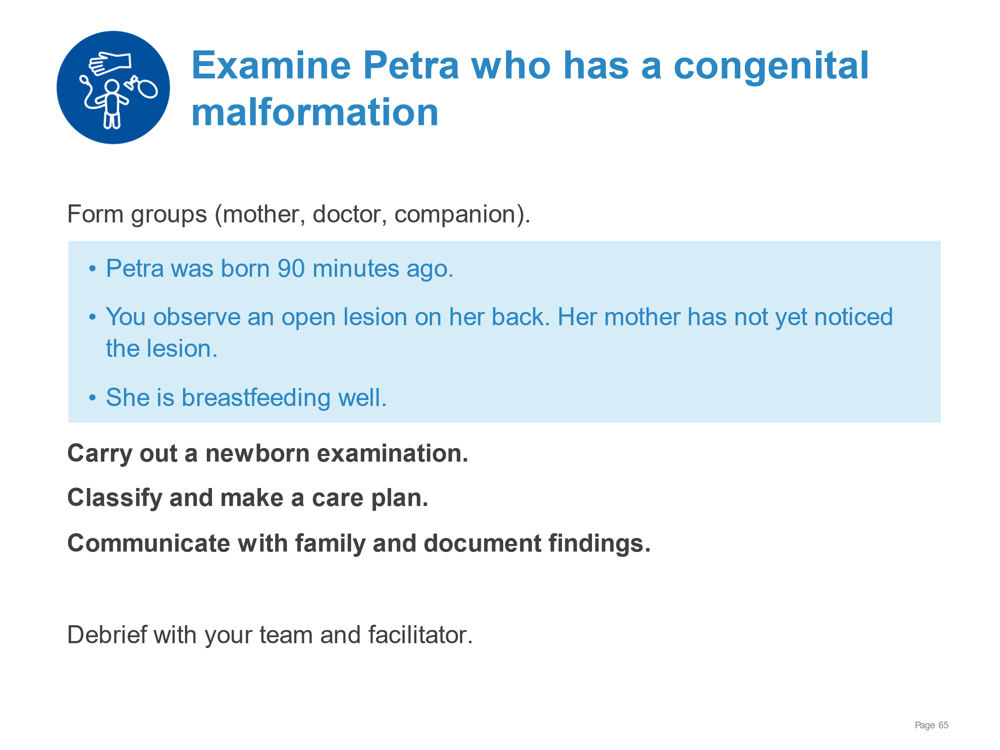 Examine Petra who has a congenital
malformation
Form groups (mother, doctor, companion).
• Petra was born 90 minutes ago.
• You observe an open lesion on her back. Her mother has not yet noticed
the lesion.
• She is breastfeeding well.
Carry out a newborn examination.
Classify and make a care plan.
Communicate with family and document findings.
Debrief with your team and facilitator.
Page 65